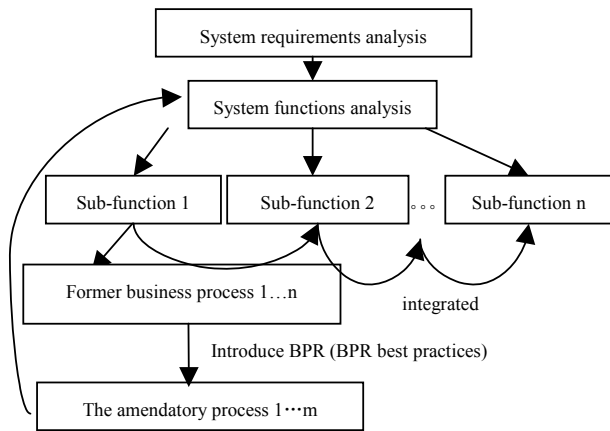 System requirements analysis
System functions analysis
Sub-function 1
Sub-function 2
。。。
Sub-function n
Former business process 1…n
integrated
Introduce BPR (BPR best practices)
The amendatory process 1⋯m